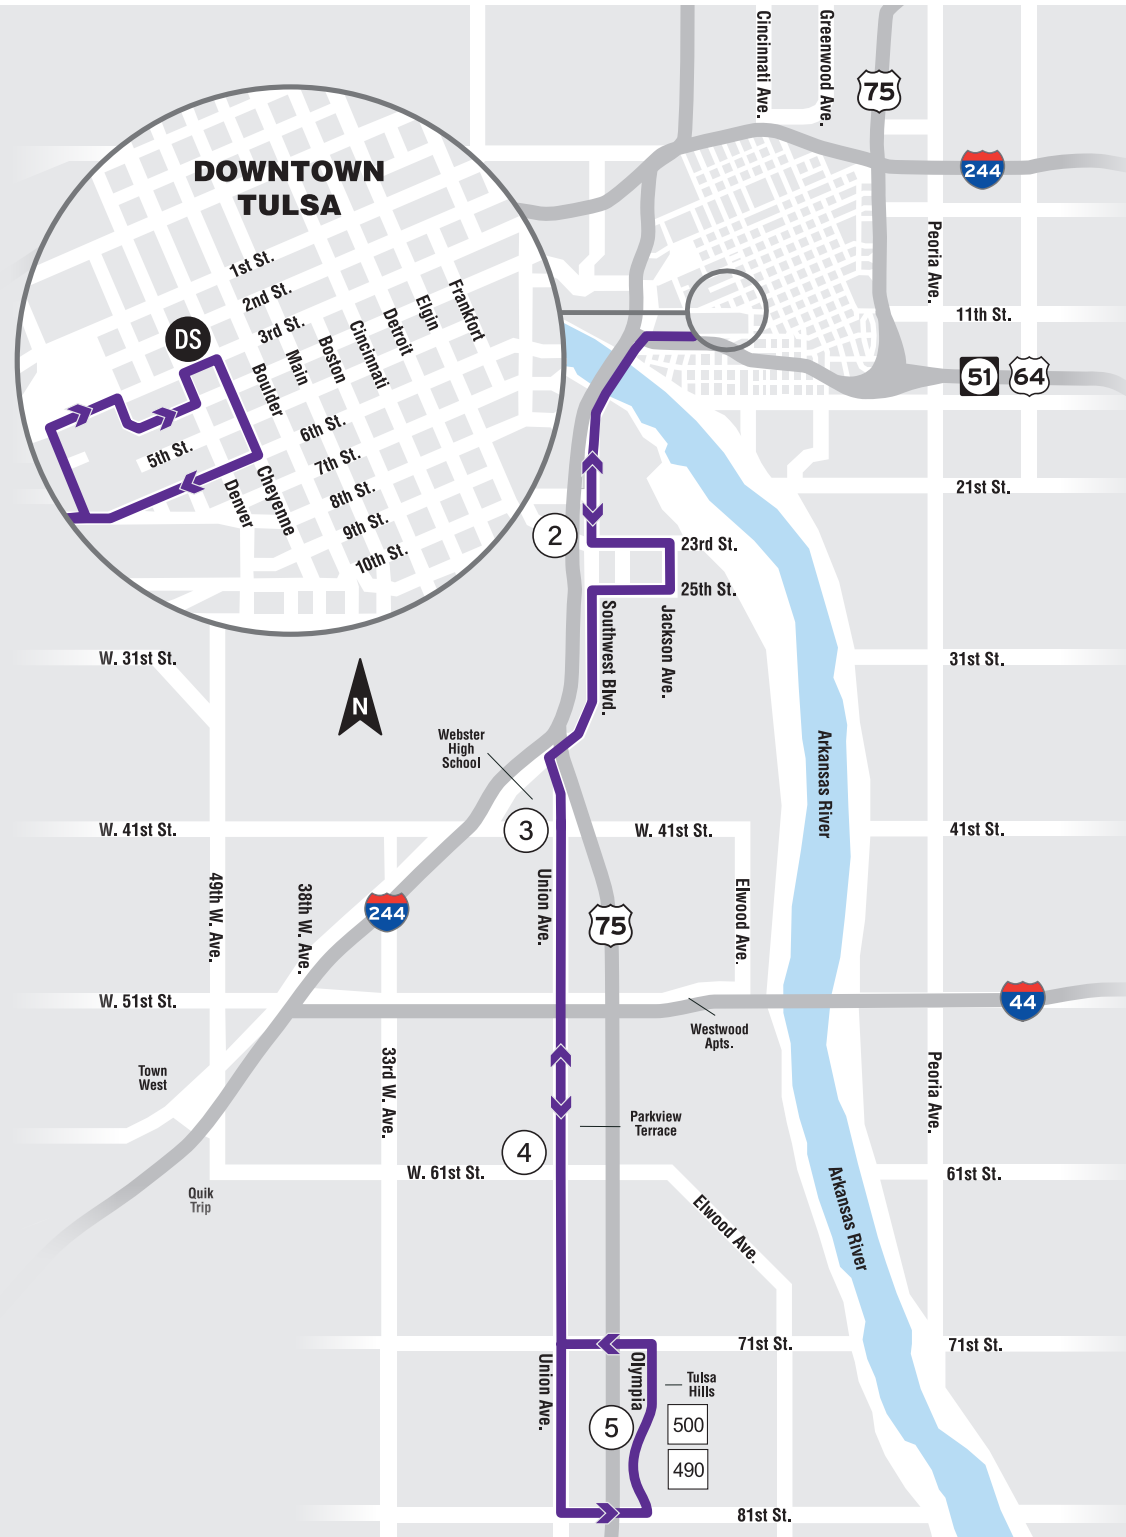 Cincinnati Ave.
Greenwood Ave.
75
244
DOWNTOWN
TULSA
Peoria Ave.
1st St.
2nd St.
3rd St.
Frankfort
Elgin
Detroit
Cincinnati
Boston
Main
Boulder
DS
11th St.
51
64
5th St.
6th St.
7th St.
8th St.
9th St.
10th St.
Cheyenne
Denver
21st St.
2
23rd St.
25th St.
Southwest Blvd.
Jackson Ave.
W. 31st St.
31st St.
N
Webster
High
School
Arkansas River
W. 41st St.
3
W. 41st St.
41st St.
49th W. Ave.
38th W. Ave.
244
Union Ave.
75
Elwood Ave.
W. 51st St.
44
Westwood
Apts.
Town
West
33rd W. Ave.
Peoria Ave.
Parkview
Terrace
4
W. 61st St.
61st St.
Quik
Trip
Elwood Ave.
Arkansas River
71st St.
71st St.
Union Ave.
Olympia
Tulsa
Hills
5
500
490
81st St.